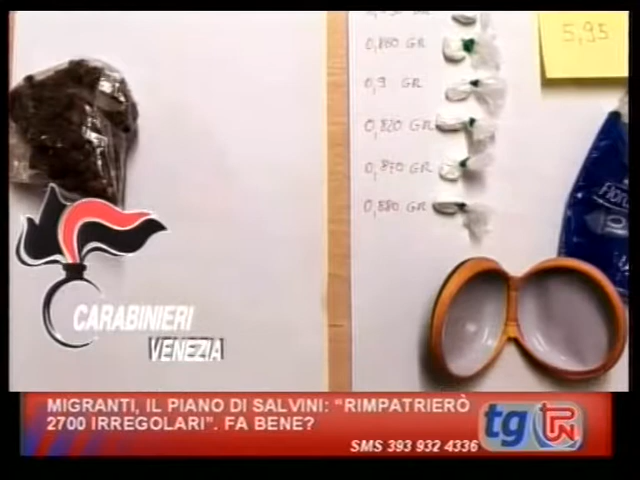 0,860 GR
0,9 GR
0,820 GR
0,870 GR
0,880 GR
5,95
CARABINIERI
VENEZIA
MIGRANTI, IL PIANO DI SALVINI: "RIMPATRIERÒ
2700 IRREGOLARI". FA BENE?
SMS 393 932 4336
tg